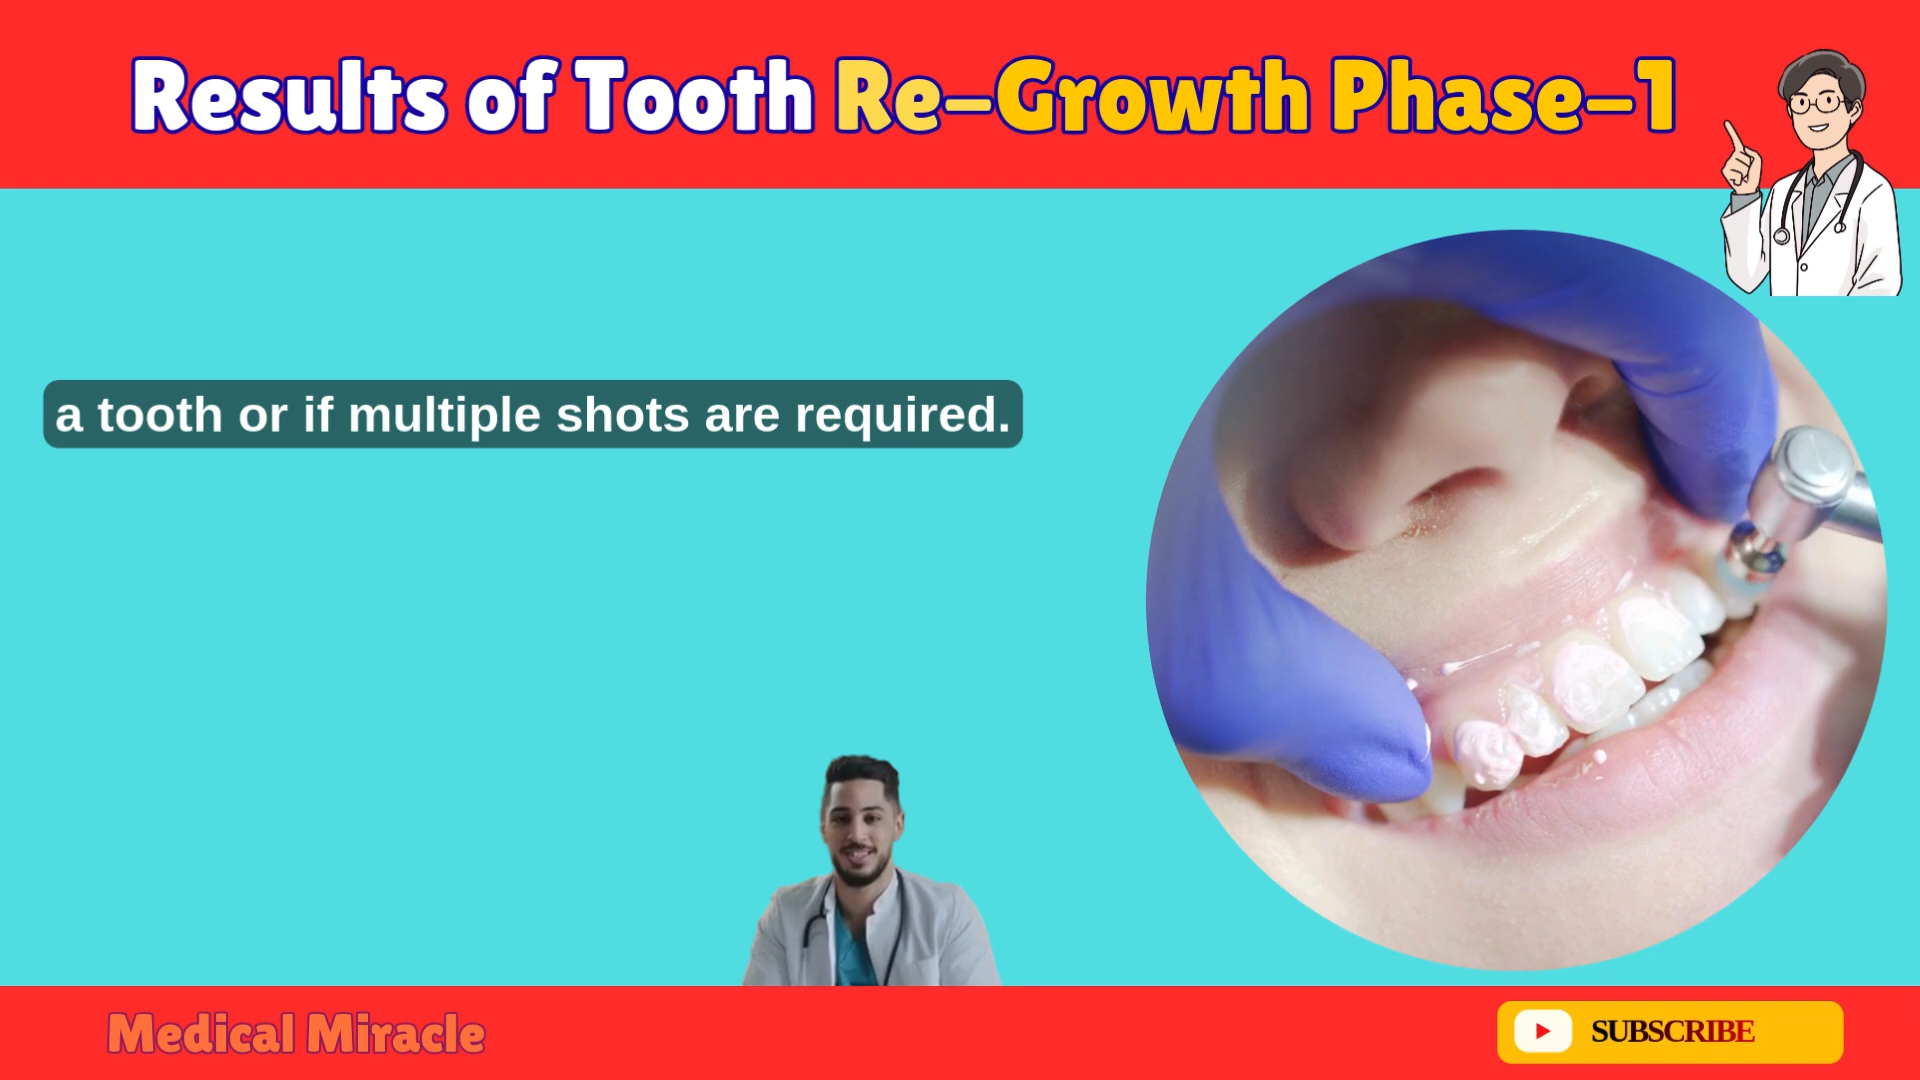 Results of Tooth Re-Growth Phase-1
a tooth or if multiple shots are required.
Medical Miracle
SUBSCRIBE